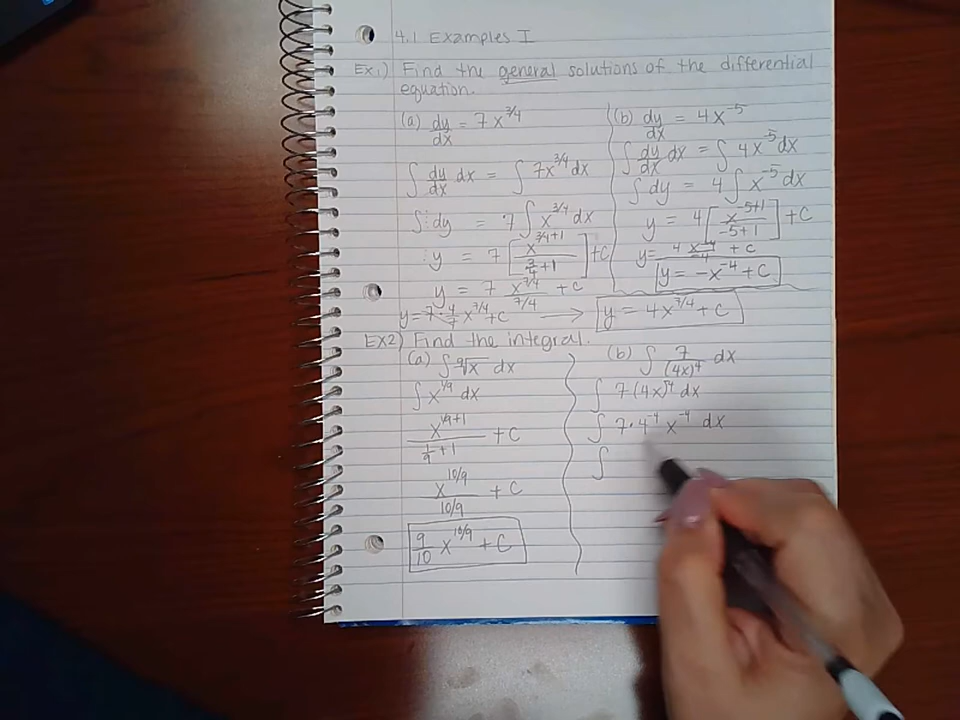 4.1 Examples I
Ex 1) Find the general solutions of the differential
equation.
(a) dy/dx = 7x^3/4
∫ dy/dx dx = ∫ 7x^3/4 dx
∫ dy = 7 ∫ x^3/4 dx
y = 7 [x^3/4+1 / 3/4+1] + C
y = 7 x^7/4 / 7/4 + C
y = 7·4/7 x^3/4 + C → y = 4x^3/4 + C
(b) dy/dx = 4x^-5
∫ dy/dx dx = ∫ 4x^-5 dx
∫ dy = 4 ∫ x^-5 dx
y = 4 [x^-5+1 / -5+1] + C
y = 4 x^-4 / -4 + C
y = -x^-4 + C
EX2) Find the integral.
(a) ∫ ⁹√x dx
∫ x^1/9 dx
x^1/9+1 / 1/9+1 + C
x^10/9 / 10/9 + C
9/10 x^10/9 + C
(b) ∫ 7/(4x)^4 dx
∫ 7(4x)^-4 dx
∫ 7·4^-4 x^-4 dx
∫